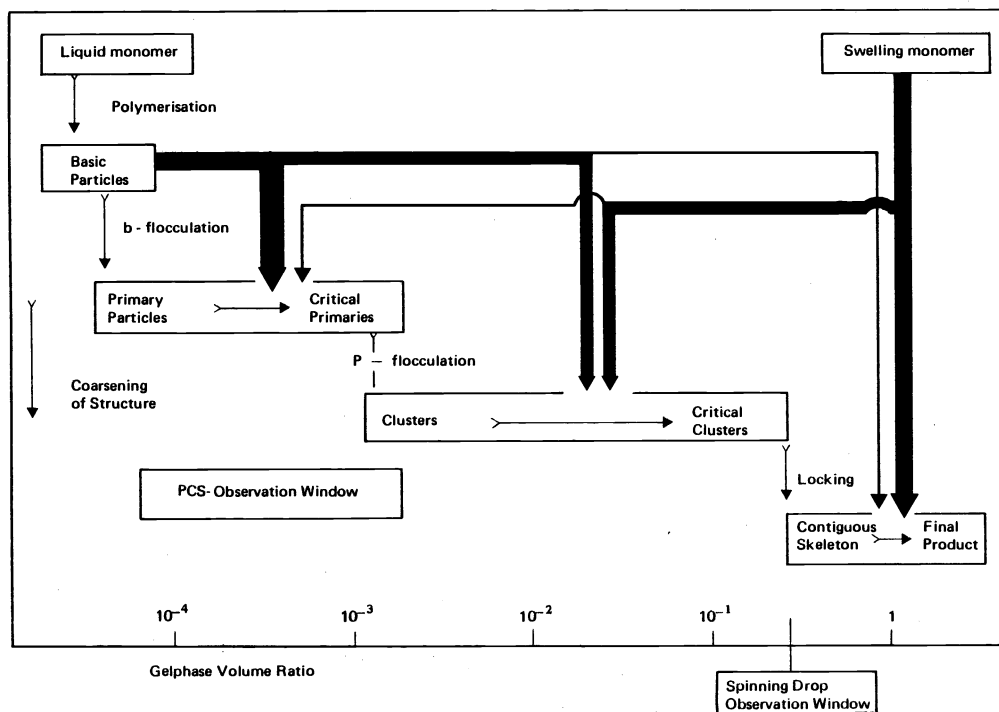 Liquid monomer
Swelling monomer
Polymerisation
Basic
Particles
b - flocculation
Primary
Particles
Critical
Primaries
P - flocculation
Coarsening
of Structure
Clusters
Critical
Clusters
PCS-Observation Window
Locking
Contiguous
Skeleton
Final
Product
10⁻⁴ 10⁻³ 10⁻² 10⁻¹ 1
Gelphase Volume Ratio
Spinning Drop
Observation Window